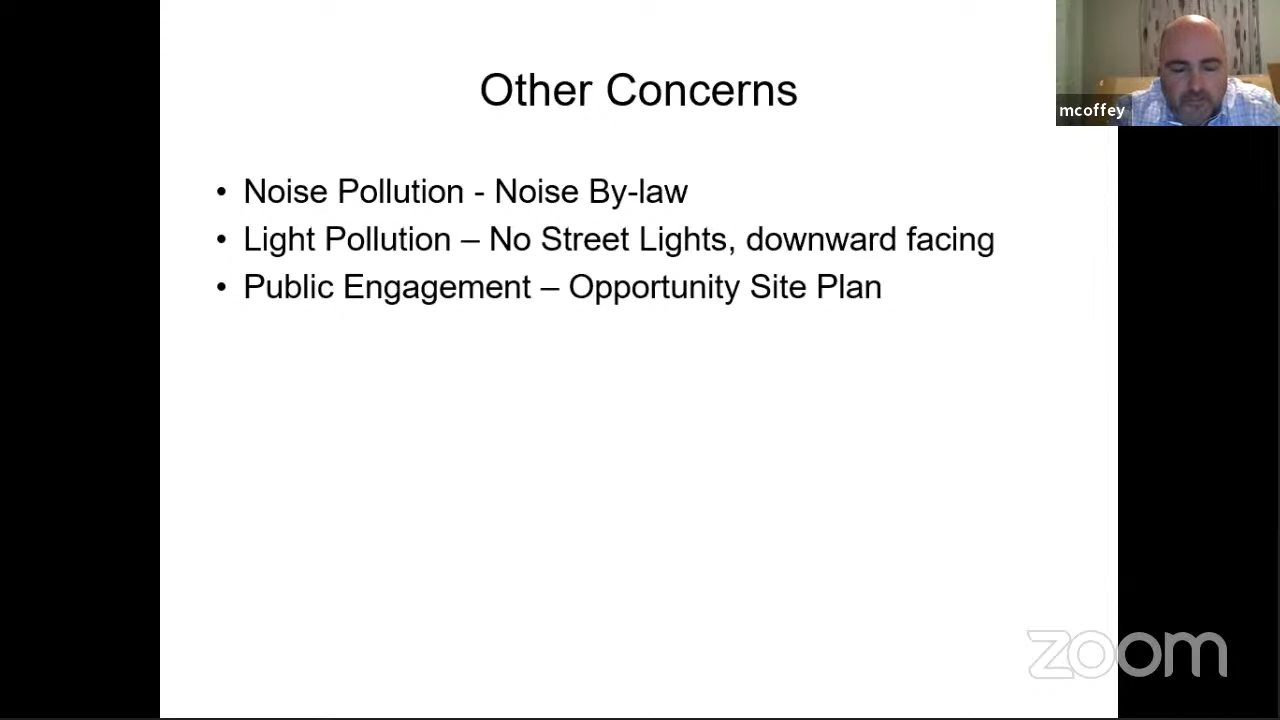 Other Concerns
mcoffey
• Noise Pollution - Noise By-law
• Light Pollution – No Street Lights, downward facing
• Public Engagement – Opportunity Site Plan
zoom